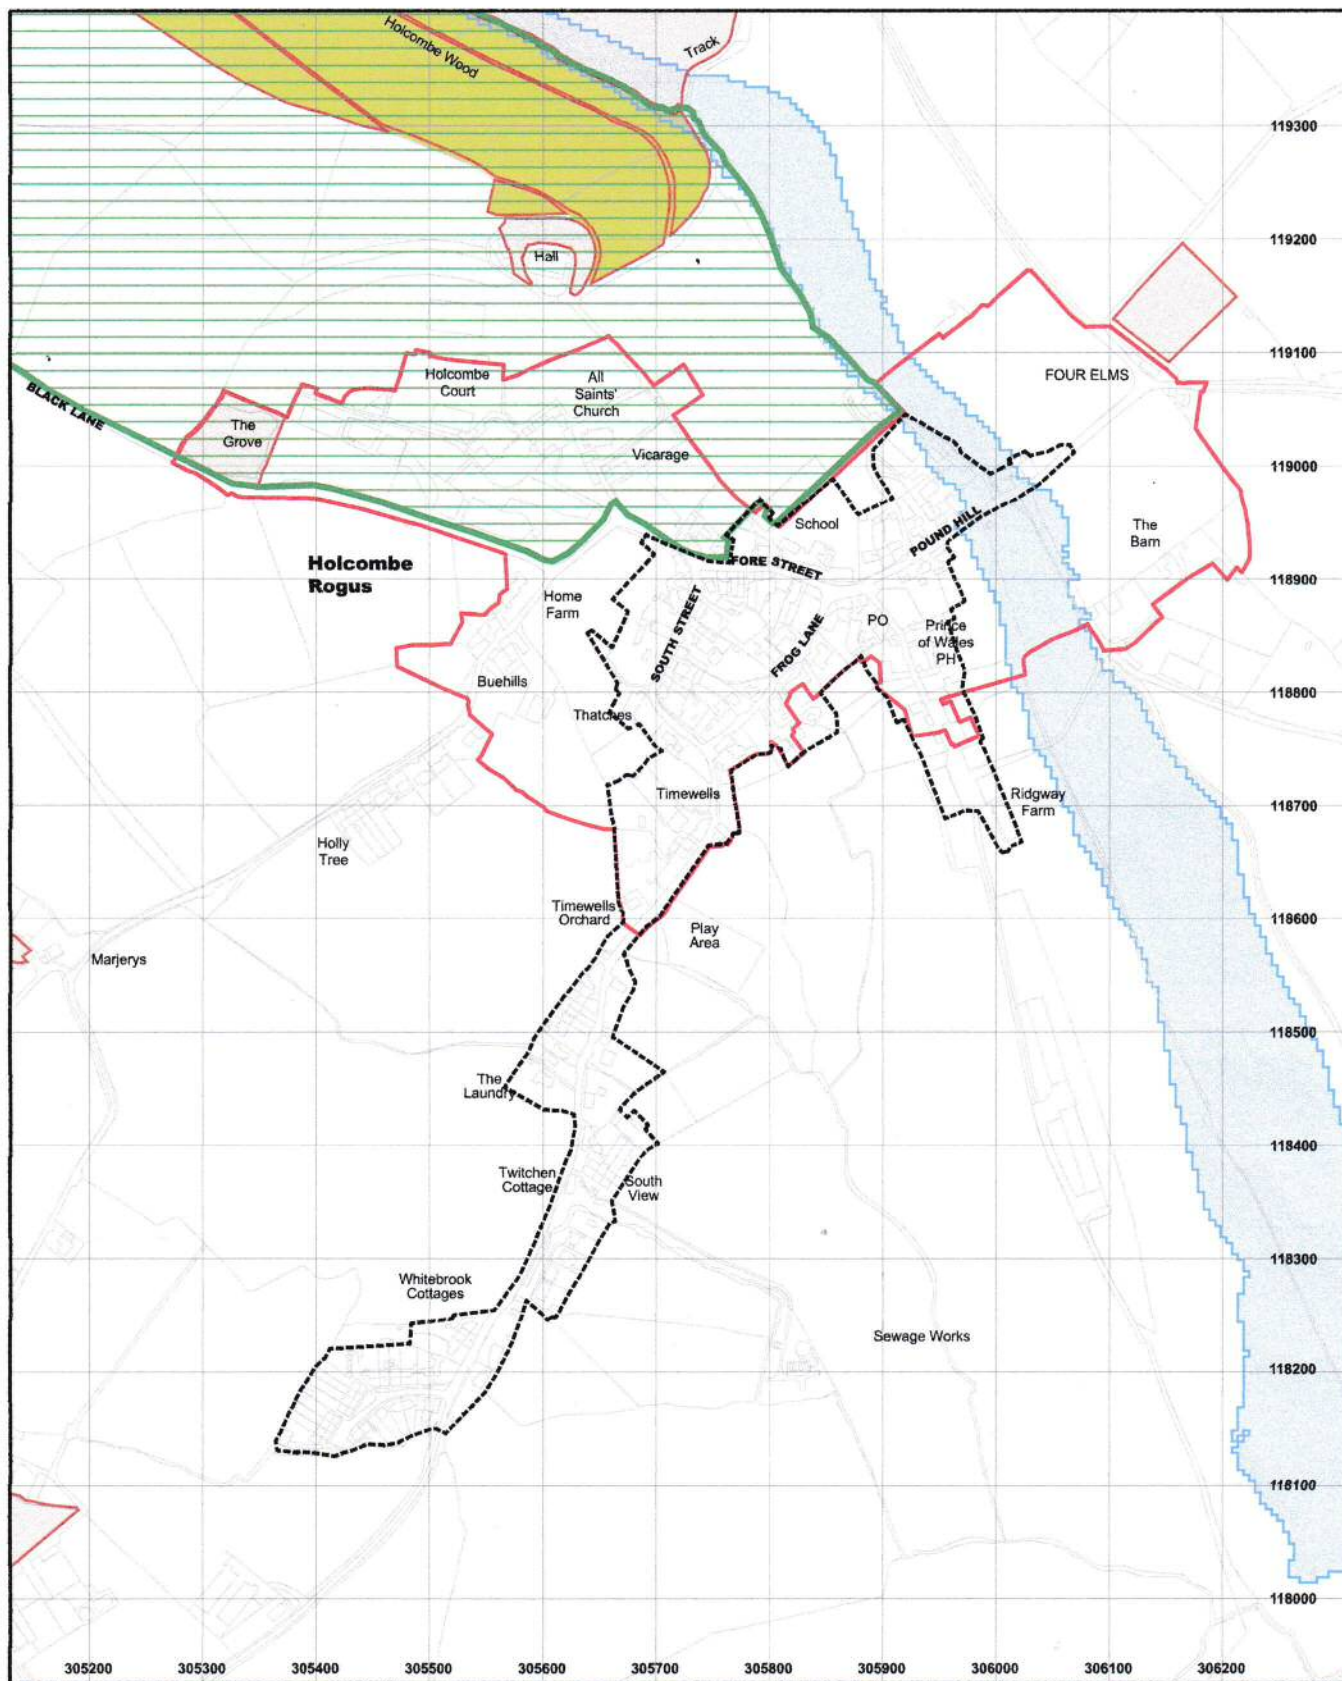 Holcombe Wood
Track
119300
Hall
119200
119100
FOUR ELMS
Holcombe
Court
All
Saints'
Church
BLACK LANE
The
Grove
Vicarage
119000
School
POUND HILL
The
Barn
Holcombe
Rogus
FORE STREET
118900
Home
Farm
SOUTH STREET
FROG LANE
PO
Prince
of Wales
PH
118800
Buehills
Thatches
118700
Timewells
Ridgway
Farm
Holly
Tree
Timewells
Orchard
118600
Play
Area
Marjerys
118500
The
Laundry
118400
Twitchen
Cottage
South
View
118300
Whitebrook
Cottages
Sewage Works
118200
118100
118000
305200 305300 305400 305500 305600 305700 305800 305900 306000 306100 306200